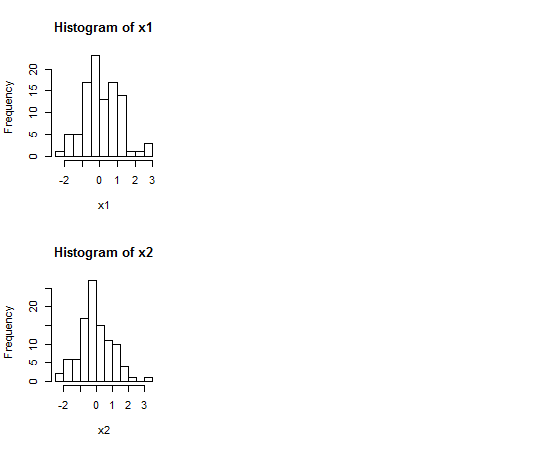 Histogram of x1
Frequency
20
15
10
5
0
-2 0 1 2 3
x1
Histogram of x2
Frequency
20
10
5
0
-2 0 1 2 3
x2